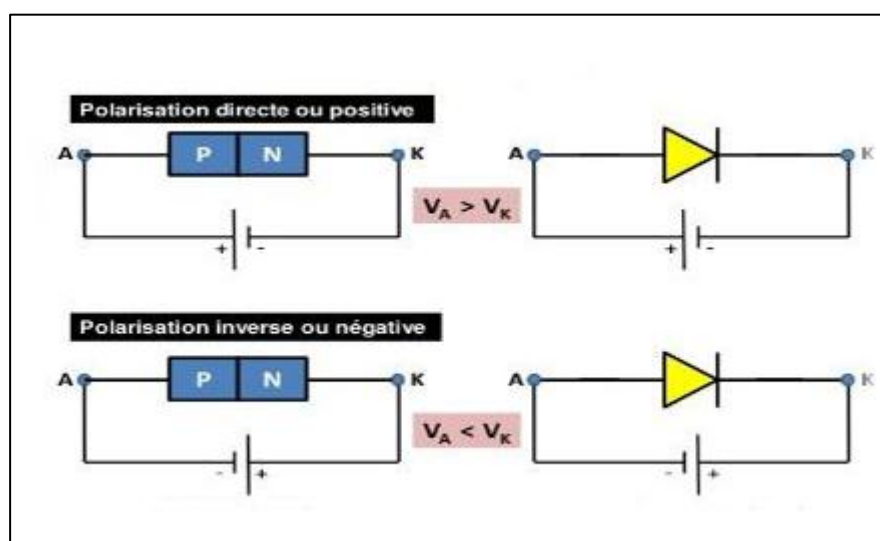 Polarisation directe ou positive
A P N K A K
V_A > V_K
+ - + -
Polarisation inverse ou négative
A P N K A K
V_A < V_K
- + - +